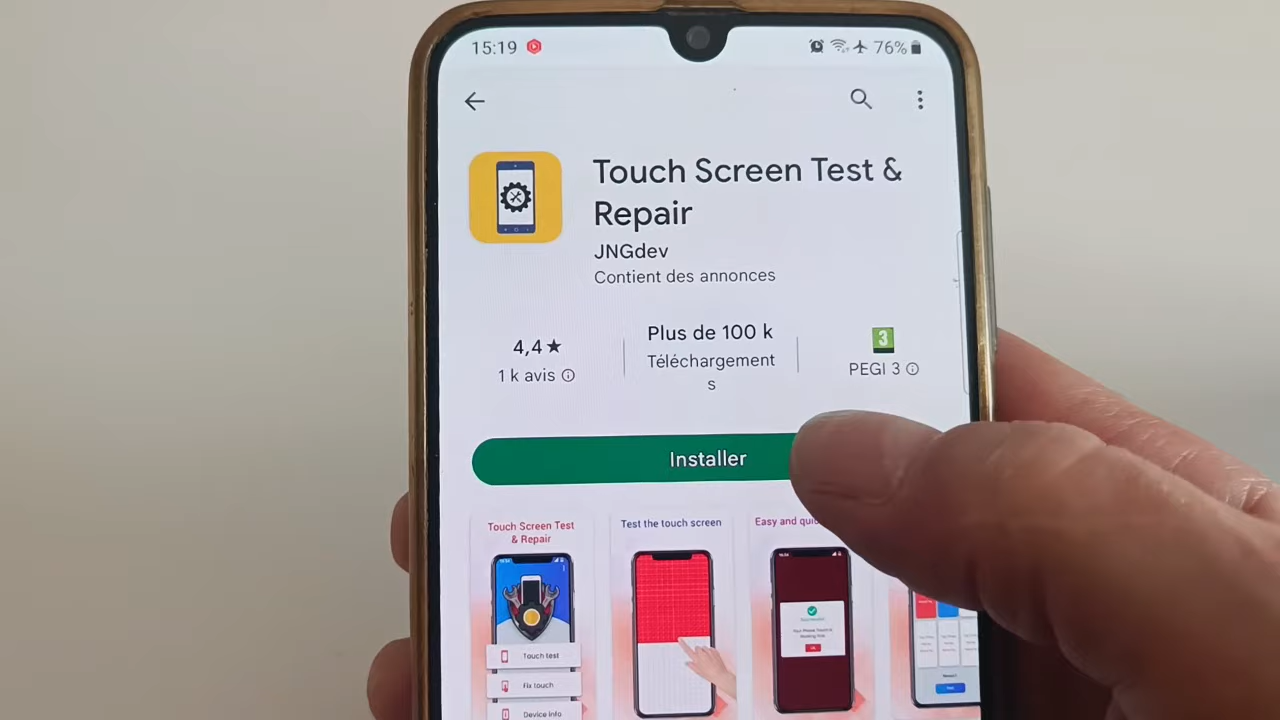 15:19
76%
Touch Screen Test &
Repair
JNGdev
Contient des annonces
4,4★
1 k avis
Plus de 100 k
Téléchargement
s
3
PEGI 3
Installer
Touch Screen Test
& Repair
Touch test
Fix touch
Device info
Test the touch screen
Easy and